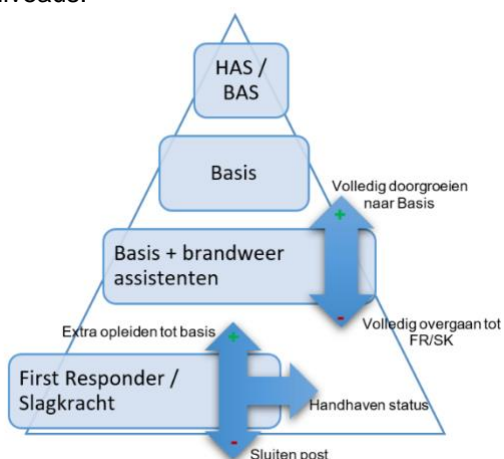 HAS /
BAS
Basis
Volledig doorgroeien
naar Basis
+
Basis + brandweer
assistenten
-
Volledig overgaan tot
FR/SK
Extra opleiden tot basis
+
First Responder /
Slagkracht
Handhaven status
-
Sluiten post